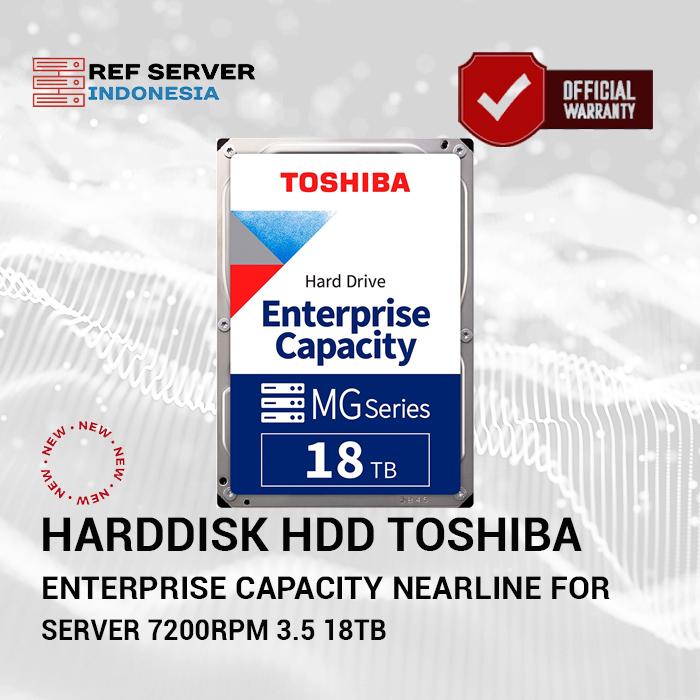 REF SERVER
INDONESIA
OFFICIAL
WARRANTY
TOSHIBA
Hard Drive
Enterprise
Capacity
MG Series
18 TB
NEW • NEW • NEW • NEW • NEW •
HARDDISK HDD TOSHIBA
ENTERPRISE CAPACITY NEARLINE FOR
SERVER 7200RPM 3.5 18TB